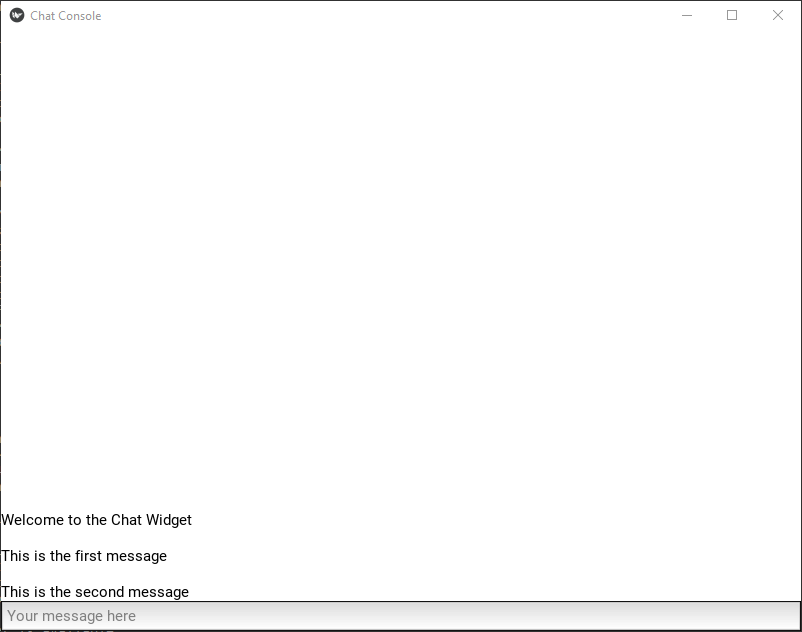 Chat Console
Welcome to the Chat Widget
This is the first message
This is the second message
Your message here